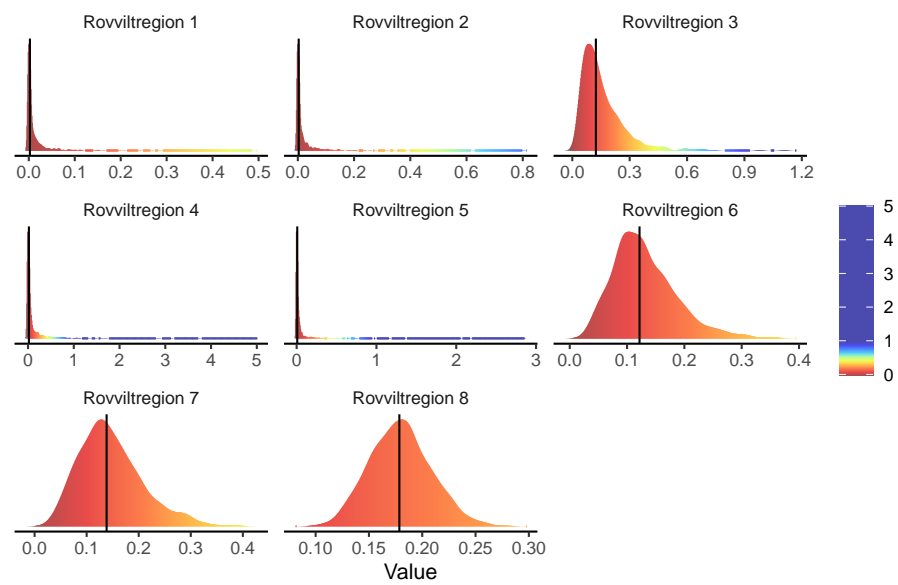 Rovviltregion 1
Rovviltregion 2
Rovviltregion 3
0.0 0.1 0.2 0.3 0.4 0.5
0.0 0.2 0.4 0.6 0.8
0.0 0.3 0.6 0.9 1.2
Rovviltregion 4
Rovviltregion 5
Rovviltregion 6
0 1 2 3 4 5
0 1 2 3
0.0 0.1 0.2 0.3 0.4
5
4
3
2
1
0
Rovviltregion 7
Rovviltregion 8
0.0 0.1 0.2 0.3 0.4
0.10 0.15 0.20 0.25 0.30
Value